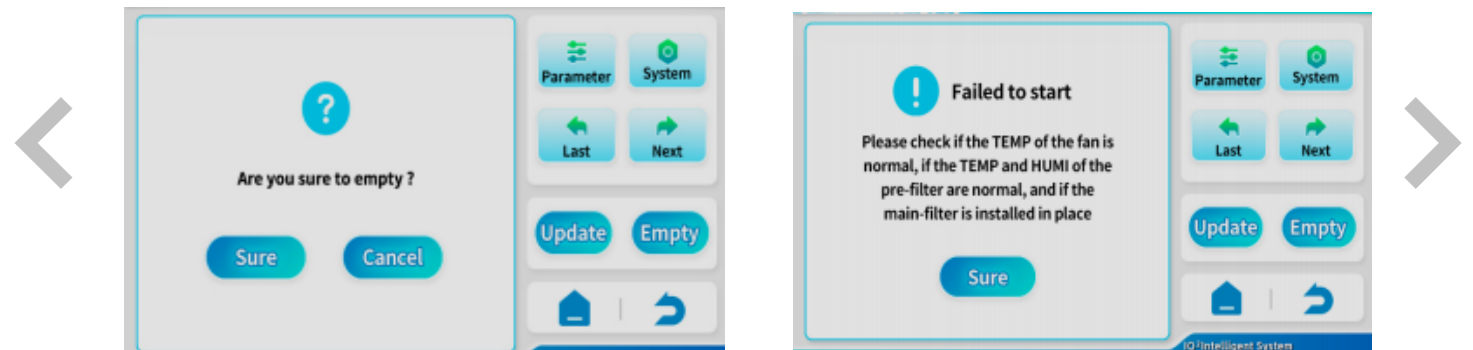 Are you sure to empty ?
Sure
Cancel
Parameter
System
Last
Next
Update
Empty
Failed to start
Please check if the TEMP of the fan is
normal, if the TEMP and HUMI of the
pre-filter are normal, and if the
main-filter is installed in place
Sure
Parameter
System
Last
Next
Update
Empty
Intelligent System